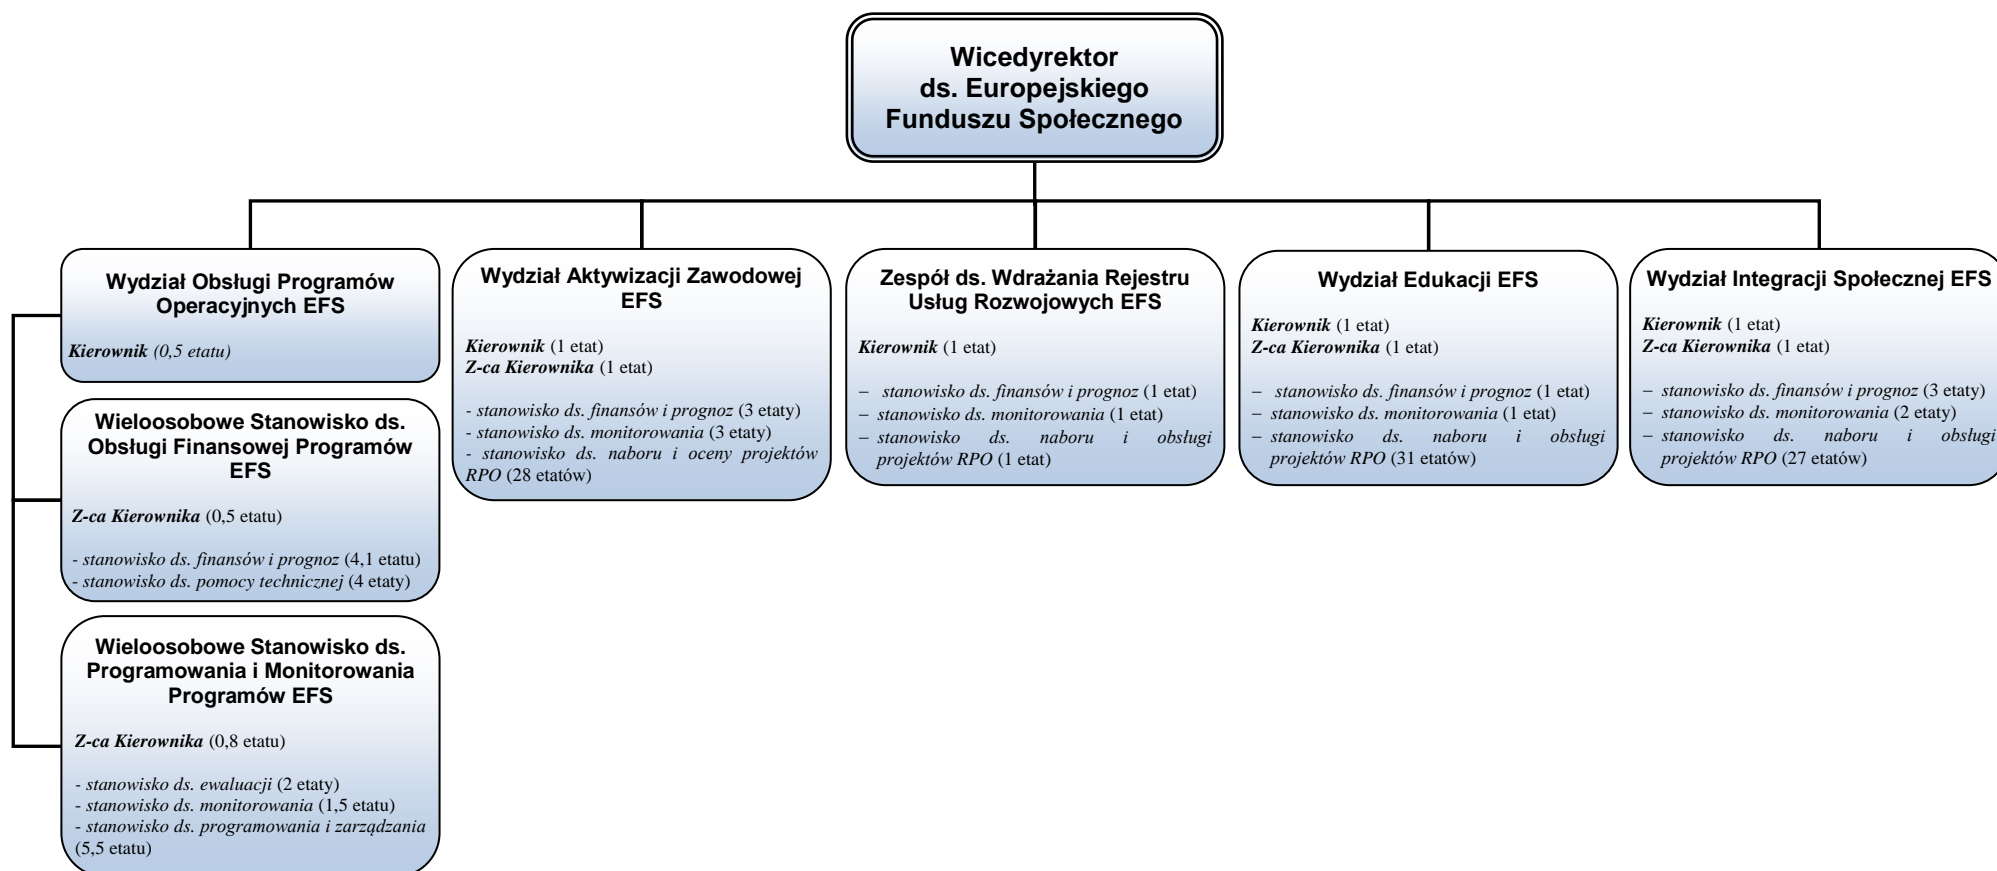 Wicedyrektor
ds. Europejskiego
Funduszu Społecznego
Wydział Obsługi Programów
Operacyjnych EFS
Kierownik (0,5 etatu)
Wieloosobowe Stanowisko ds.
Obsługi Finansowej Programów
EFS
Z-ca Kierownika (0,5 etatu)
- stanowisko ds. finansów i prognoz (4,1 etatu)
- stanowisko ds. pomocy technicznej (4 etaty)
Wieloosobowe Stanowisko ds.
Programowania i Monitorowania
Programów EFS
Z-ca Kierownika (0,8 etatu)
- stanowisko ds. ewaluacji (2 etaty)
- stanowisko ds. monitorowania (1,5 etatu)
- stanowisko ds. programowania i zarządzania
(5,5 etatu)
Wydział Aktywizacji Zawodowej
EFS
Kierownik (1 etat)
Z-ca Kierownika (1 etat)
- stanowisko ds. finansów i prognoz (3 etaty)
- stanowisko ds. monitorowania (3 etaty)
- stanowisko ds. naboru i oceny projektów
RPO (28 etatów)
Zespół ds. Wdrażania Rejestru
Usług Rozwojowych EFS
Kierownik (1 etat)
– stanowisko ds. finansów i prognoz (1 etat)
– stanowisko ds. monitorowania (1 etat)
– stanowisko ds. naboru i obsługi
projektów RPO (1 etat)
Wydział Edukacji EFS
Kierownik (1 etat)
Z-ca Kierownika (1 etat)
– stanowisko ds. finansów i prognoz (1 etat)
– stanowisko ds. monitorowania (1 etat)
– stanowisko ds. naboru i obsługi
projektów RPO (31 etatów)
Wydział Integracji Społecznej EFS
Kierownik (1 etat)
Z-ca Kierownika (1 etat)
– stanowisko ds. finansów i prognoz (3 etaty)
– stanowisko ds. monitorowania (2 etaty)
– stanowisko ds. naboru i obsługi
projektów RPO (27 etatów)